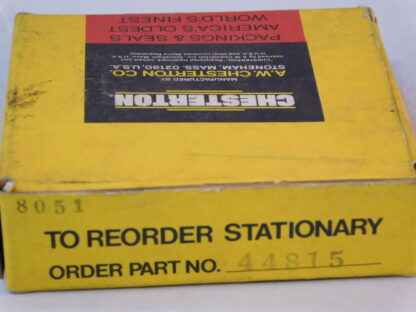 PACKINGS & SEALS
AMERICA'S OLDEST
WORLD'S FINEST
CHESTERTON
MANUFACTURED BY
A.W. CHESTERTON CO.
STONEHAM, MASS. 02180, U.S.A.
8051
TO REORDER STATIONARY
ORDER PART NO. 44815